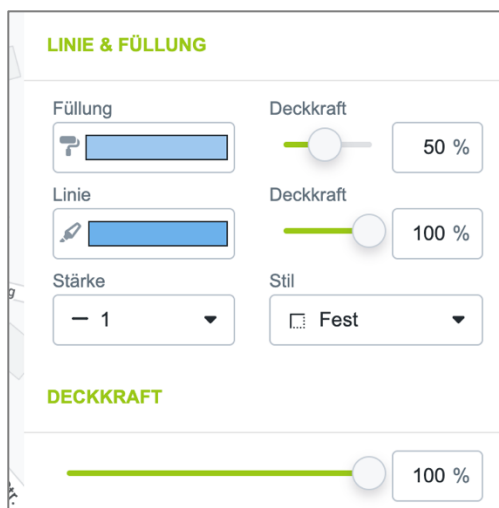 LINIE & FÜLLUNG
Füllung Deckkraft
50 %
Linie Deckkraft
100 %
Stärke Stil
1 Fest
DECKKRAFT
100 %